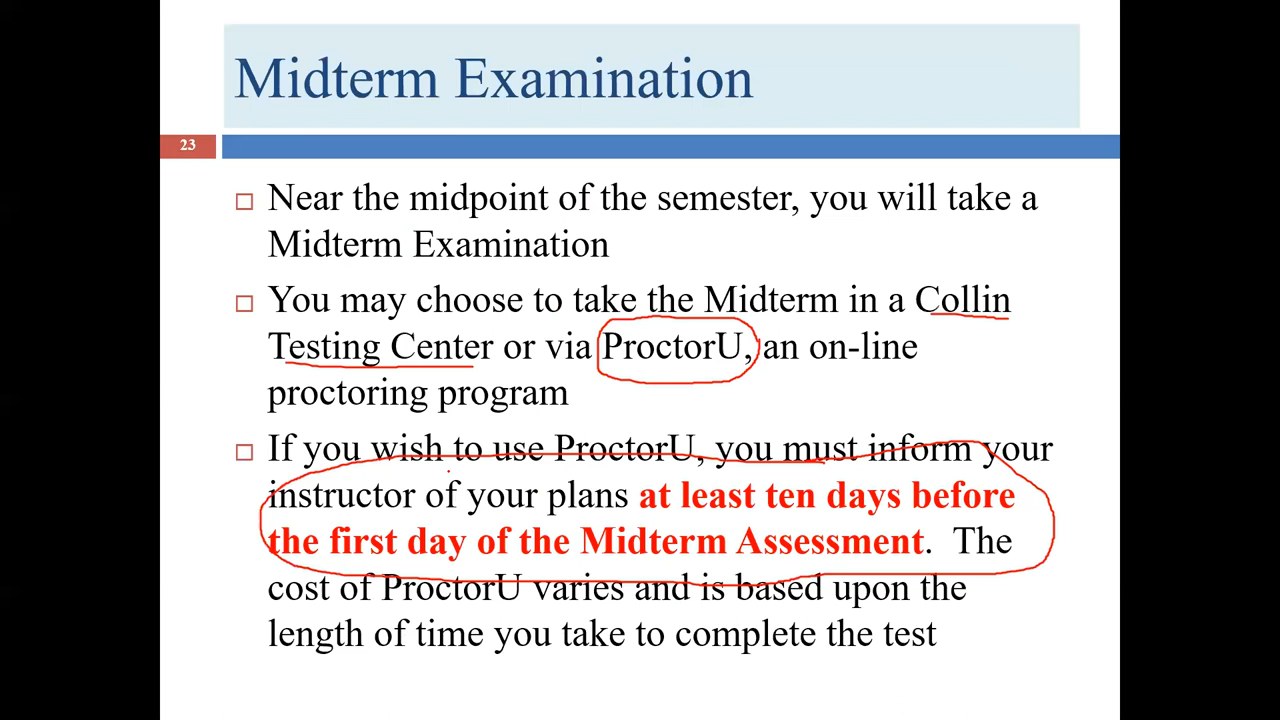 Midterm Examination
23
Near the midpoint of the semester, you will take a
Midterm Examination
You may choose to take the Midterm in a Collin
Testing Center or via ProctorU, an on-line
proctoring program
If you wish to use ProctorU, you must inform your
instructor of your plans at least ten days before
the first day of the Midterm Assessment. The
cost of ProctorU varies and is based upon the
length of time you take to complete the test